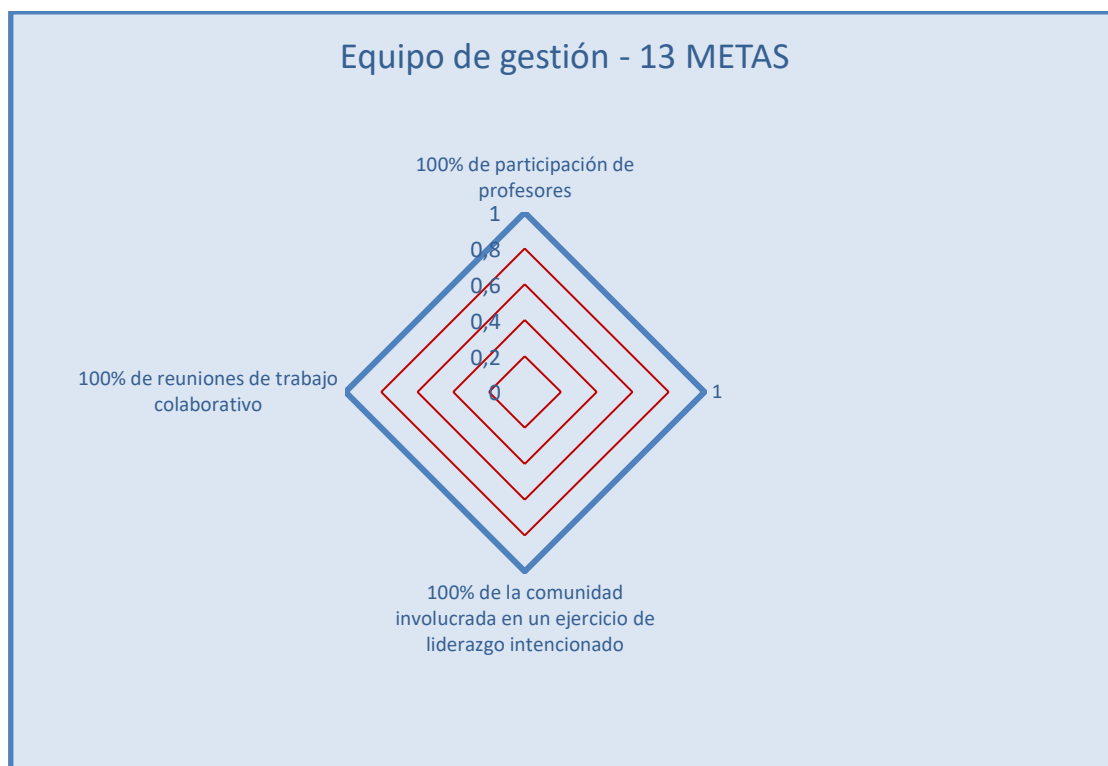 Equipo de gestión - 13 METAS
100% de participación de
profesores
1
0,8
0,6
0,4
0,2
0
1
100% de reuniones de trabajo
colaborativo
100% de la comunidad
involucrada en un ejercicio de
liderazgo intencionado